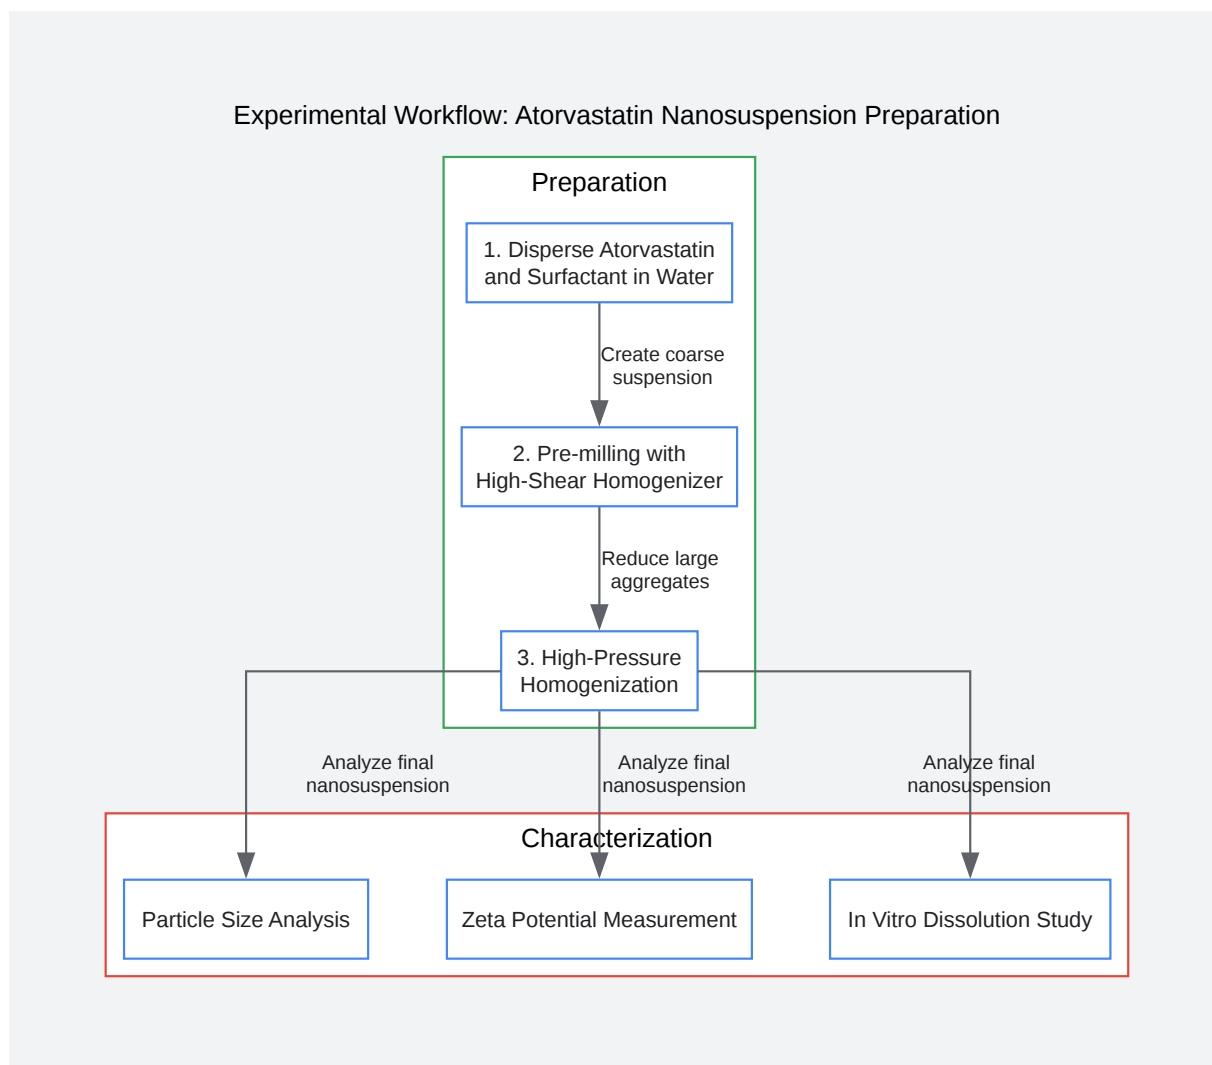 Experimental Workflow: Atorvastatin Nanosuspension Preparation
Preparation
1. Disperse Atorvastatin
and Surfactant in Water
Create coarse
suspension
2. Pre-milling with
High-Shear Homogenizer
Reduce large
aggregates
3. High-Pressure
Homogenization
Analyze final
nanosuspension
Analyze final
nanosuspension
Analyze final
nanosuspension
Characterization
Particle Size Analysis
Zeta Potential Measurement
In Vitro Dissolution Study